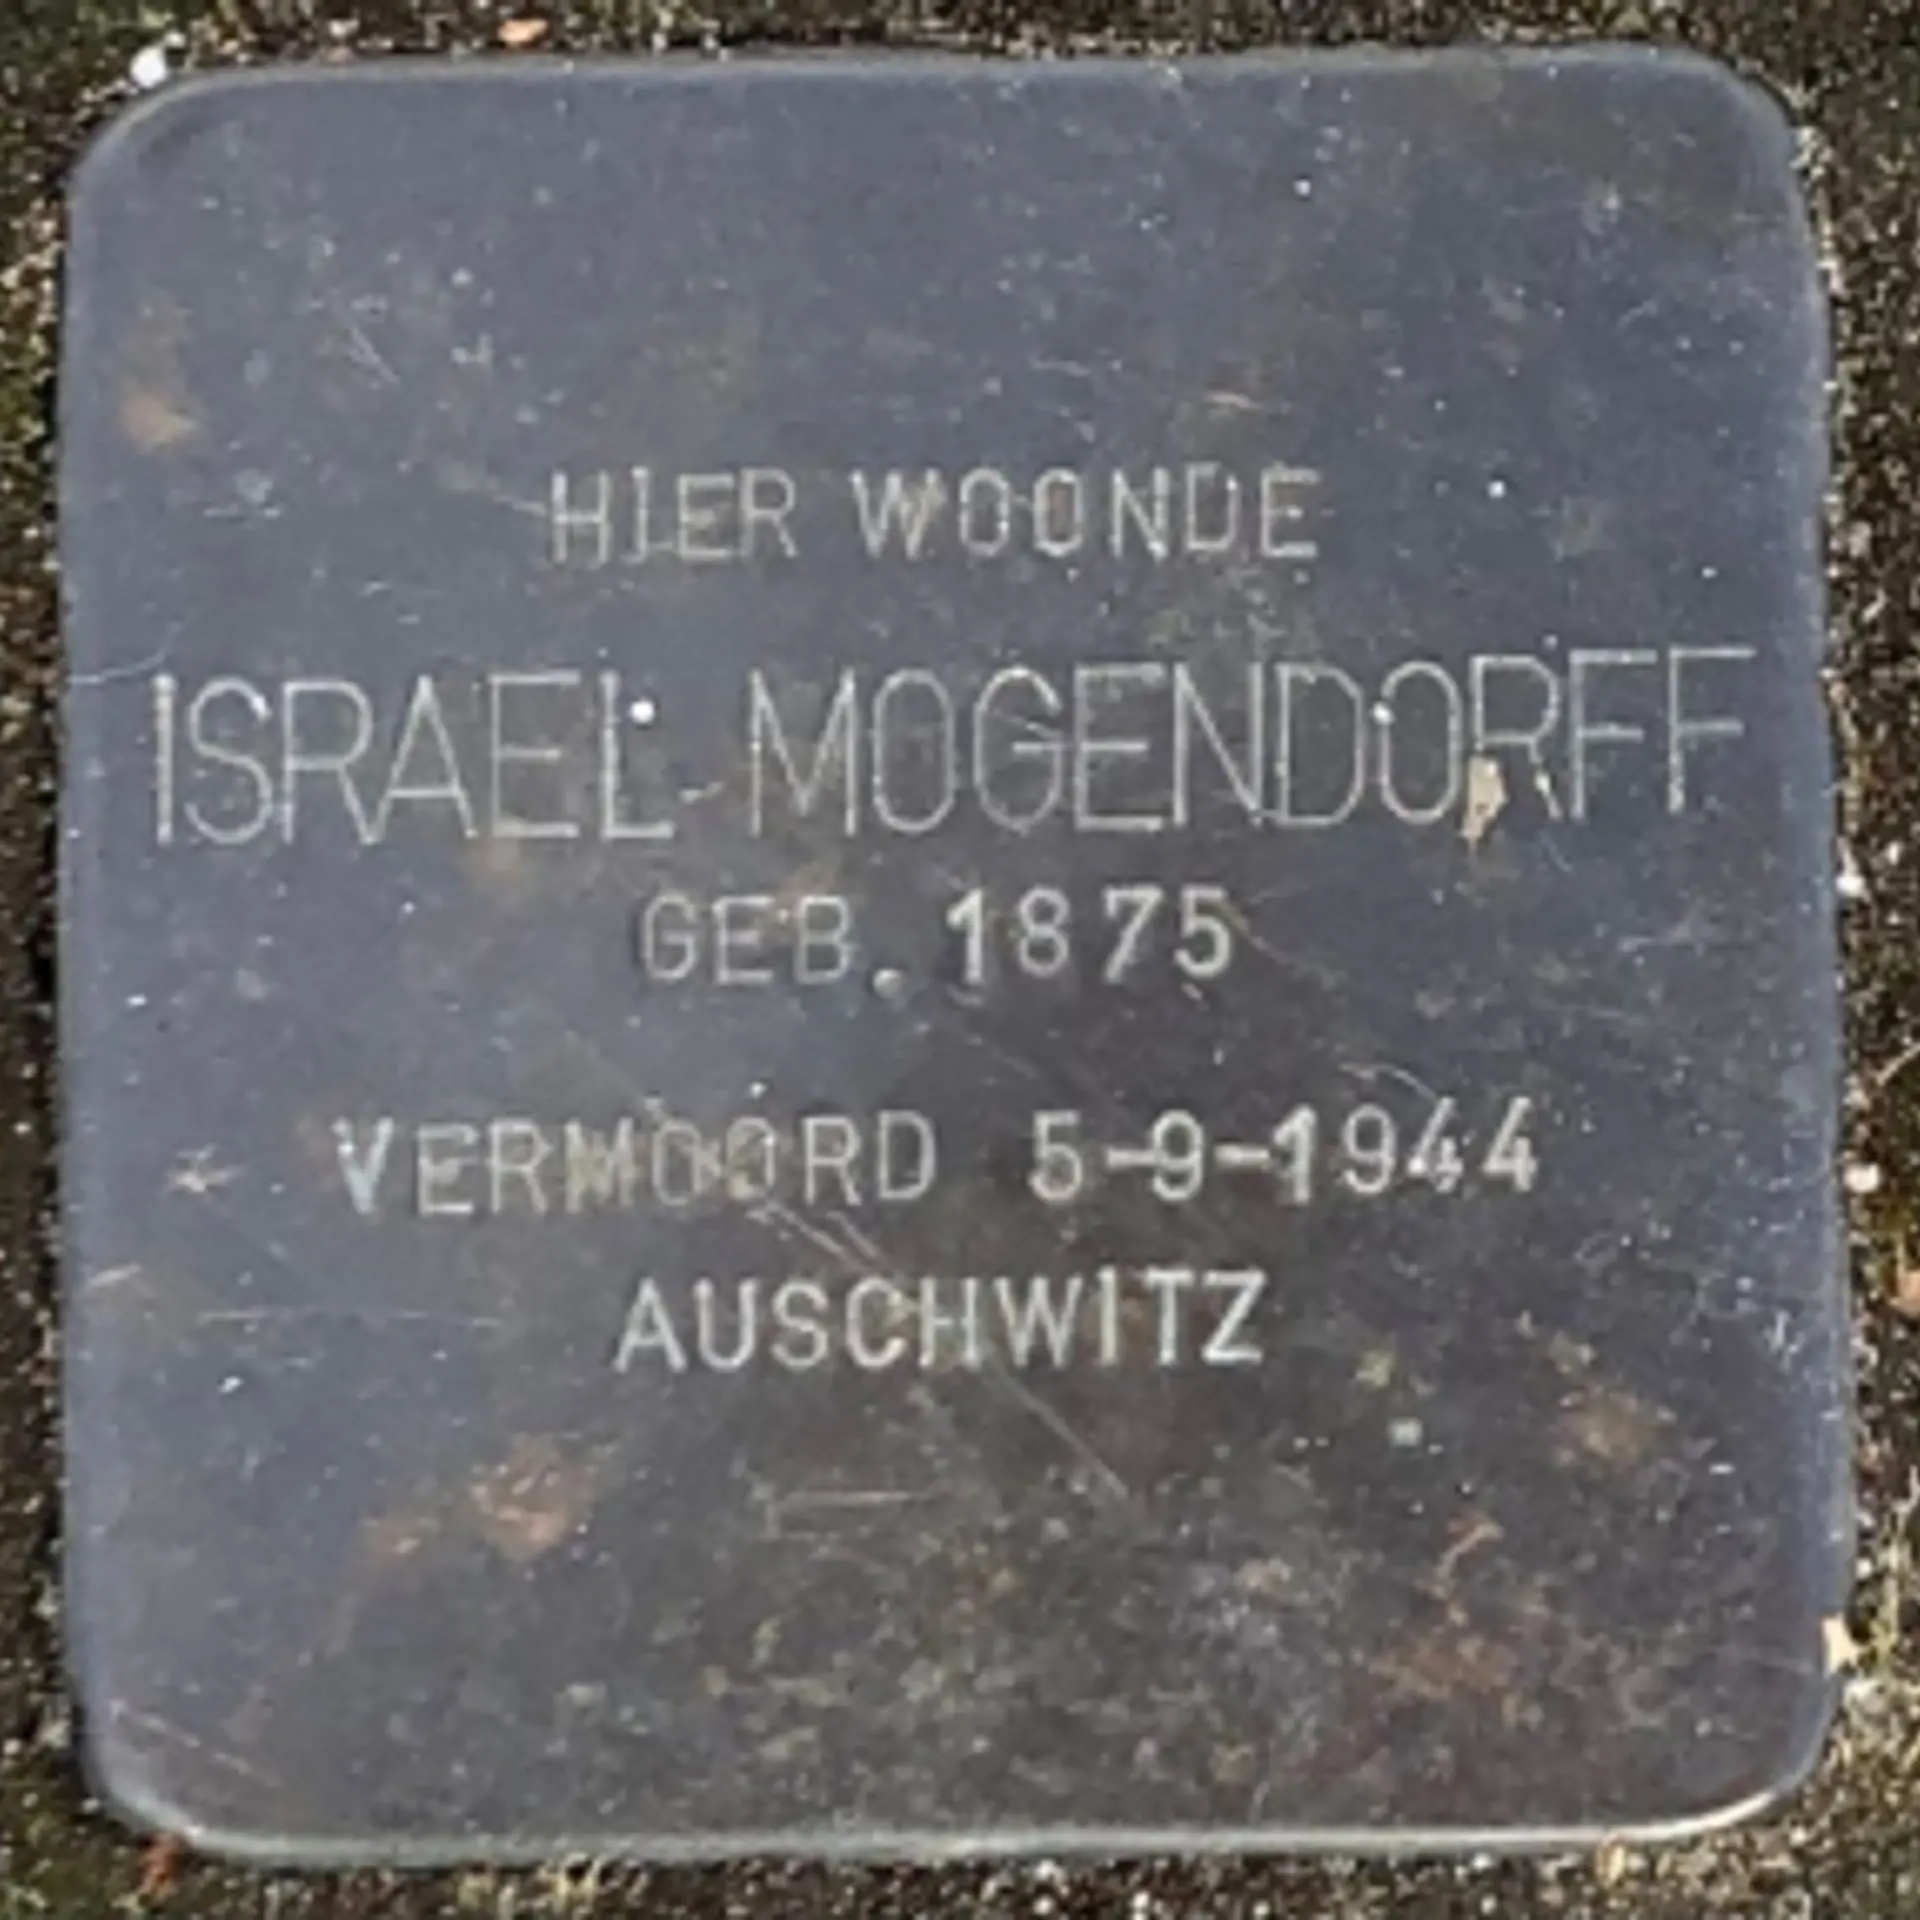 HIER WOONDE
ISRAEL MOGENDORFF
GEB. 1875
VERMOORD 5-9-1944
AUSCHWITZ